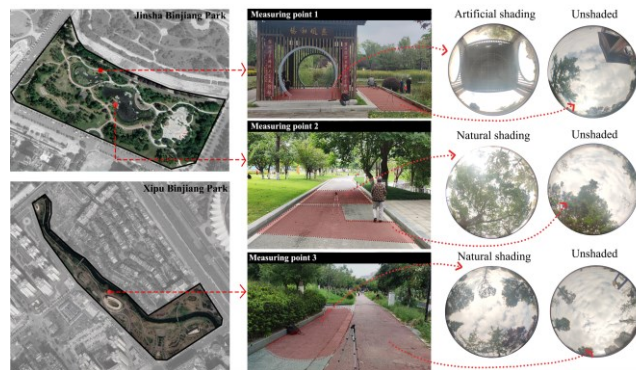 Jinsha Binjiang Park
Measuring point 1
Artificial shading
Unshaded
Measuring point 2
Natural shading
Unshaded
Xipu Binjiang Park
Measuring point 3
Natural shading
Unshaded